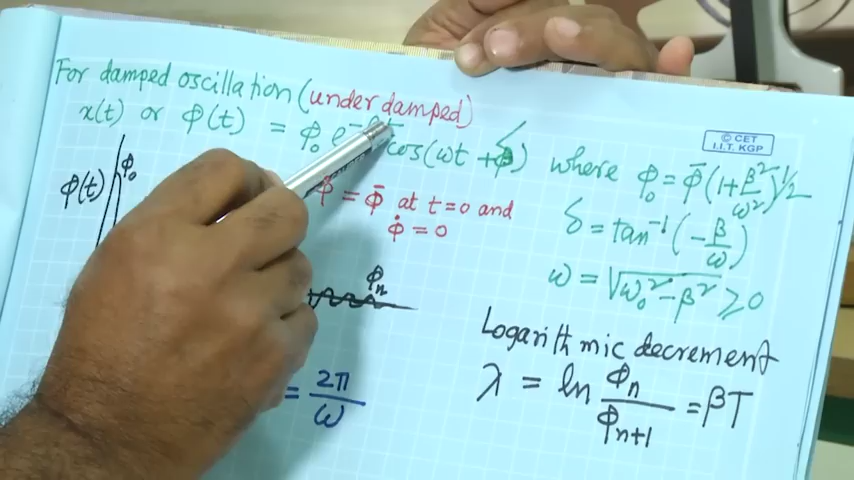 For damped oscillation (under damped)
x(t) or φ(t) = φ₀ e cos(ωt + δ) where φ₀ = φ̄(1+β²/ω²)^1/2
© CET
I.I.T. KGP
φ(t) φ₀
φ = φ̄ at t=0 and
φ̇ = 0
δ = tan⁻¹(-β/ω)
ω = √ω₀² - β² ≥ 0
φn
Logarithmic decrement
λ = ln φn/φn+1 = βT
= 2π/ω